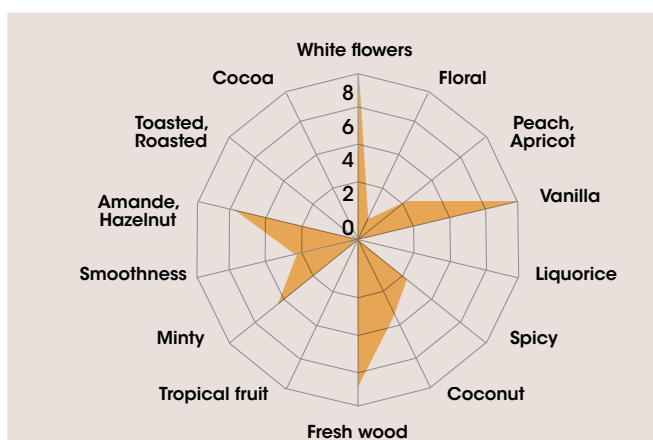 White flowers
Cocoa
Floral
8
Toasted,
Roasted
Peach,
Apricot
6
4
Amande,
Hazelnut
Vanilla
2
0
Smoothness
Liquorice
Minty
Spicy
Tropical fruit
Coconut
Fresh wood